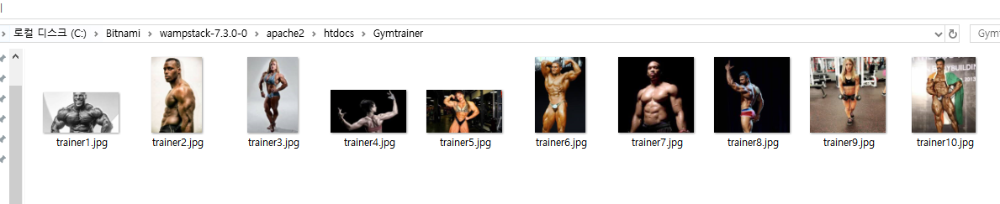 로컬 디스크 (C:) > Bitnami > wampstack-7.3.0-0 > apache2 > htdocs > Gymtrainer
Gymt
trainer1.jpg trainer2.jpg trainer3.jpg trainer4.jpg trainer5.jpg trainer6.jpg trainer7.jpg trainer8.jpg trainer9.jpg trainer10.jpg